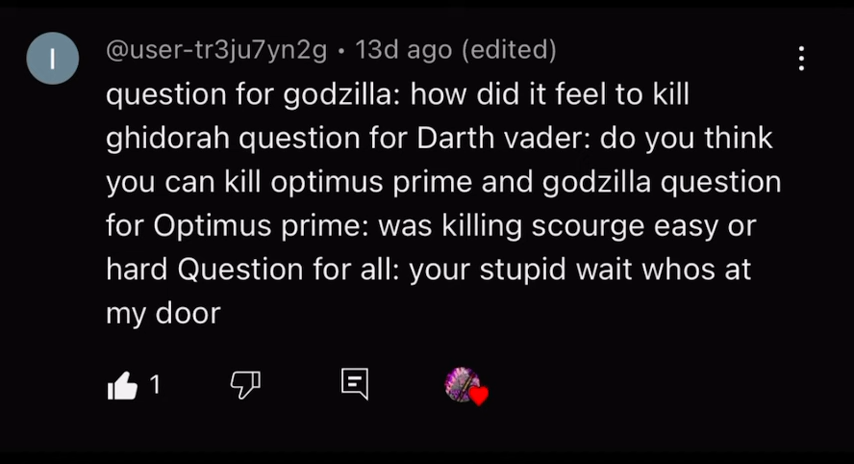 I
@user-tr3ju7yn2g • 13d ago (edited)
question for godzilla: how did it feel to kill
ghidorah question for Darth vader: do you think
you can kill optimus prime and godzilla question
for Optimus prime: was killing scourge easy or
hard Question for all: your stupid wait whos at
my door
1